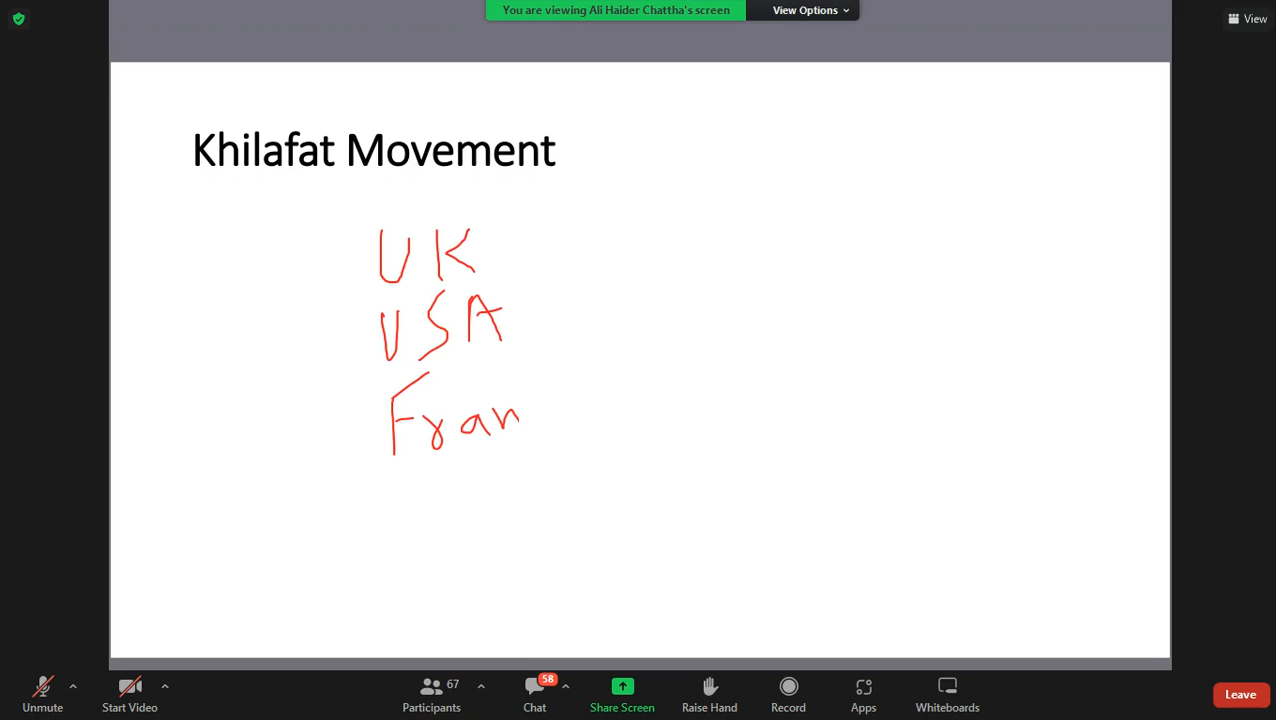 You are viewing Ali Haider Chattha's screen
View Options
View
Khilafat Movement
UK
USA
Fran
Unmute
Start Video
67
Participants
58
Chat
Share Screen
Raise Hand
Record
Apps
Whiteboards
Leave